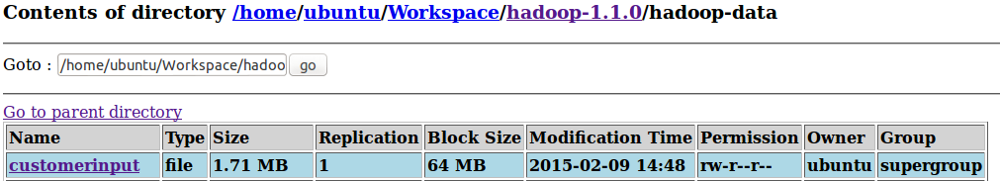 Contents of directory /home/ubuntu/Workspace/hadoop-1.1.0/hadoop-data
Goto : /home/ubuntu/Workspace/hadoo go
Go to parent directory
Name Type Size Replication Block Size Modification Time Permission Owner Group
customerinput file 1.71 MB 1 64 MB 2015-02-09 14:48 rw-r--r-- ubuntu supergroup